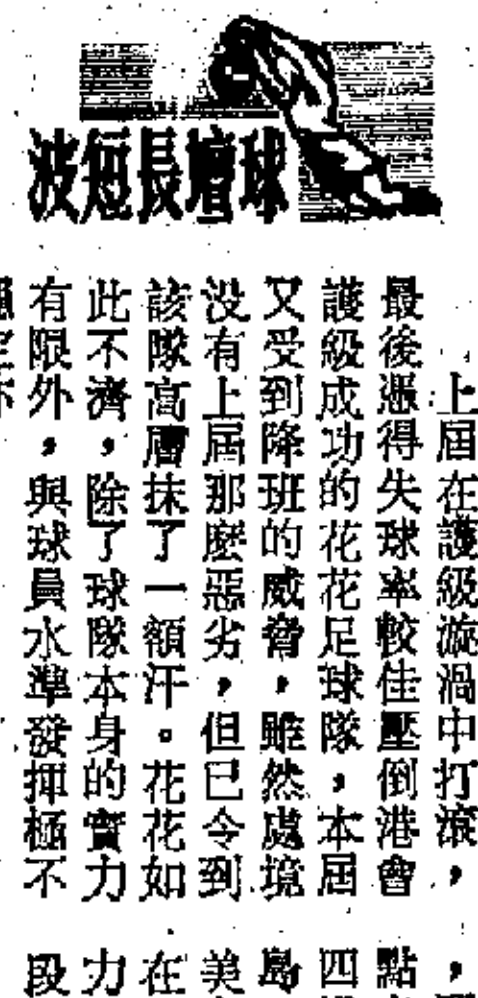 球壇長短波
上屆在護級漩渦中打滾，
最後憑得失球率較佳壓倒港會，
護級成功的花花足球隊，本屆
又受到降班的威脅，雖然處境
没有上屆那麼惡劣，但已令到
該隊高層抹了一額汗。花花如
此不濟，除了球隊本身的實力
有限外，與球員水準發揮極不
，
點，
四
島
美
在
力
段